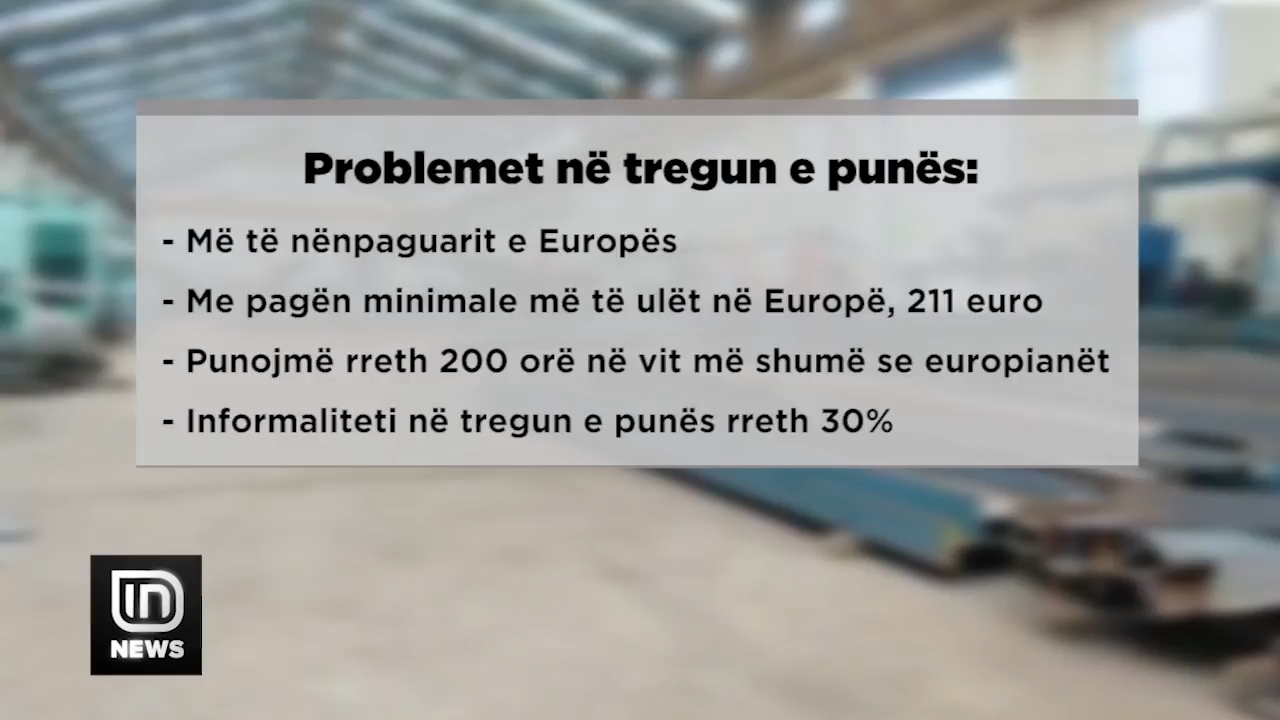 Problemet në tregun e punës:
- Më të nënpaguarit e Europës
- Me pagën minimale më të ulët në Europë, 211 euro
- Punojmë rreth 200 orë në vit më shumë se europianët
- Informaliteti në tregun e punës rreth 30%
in
NEWS